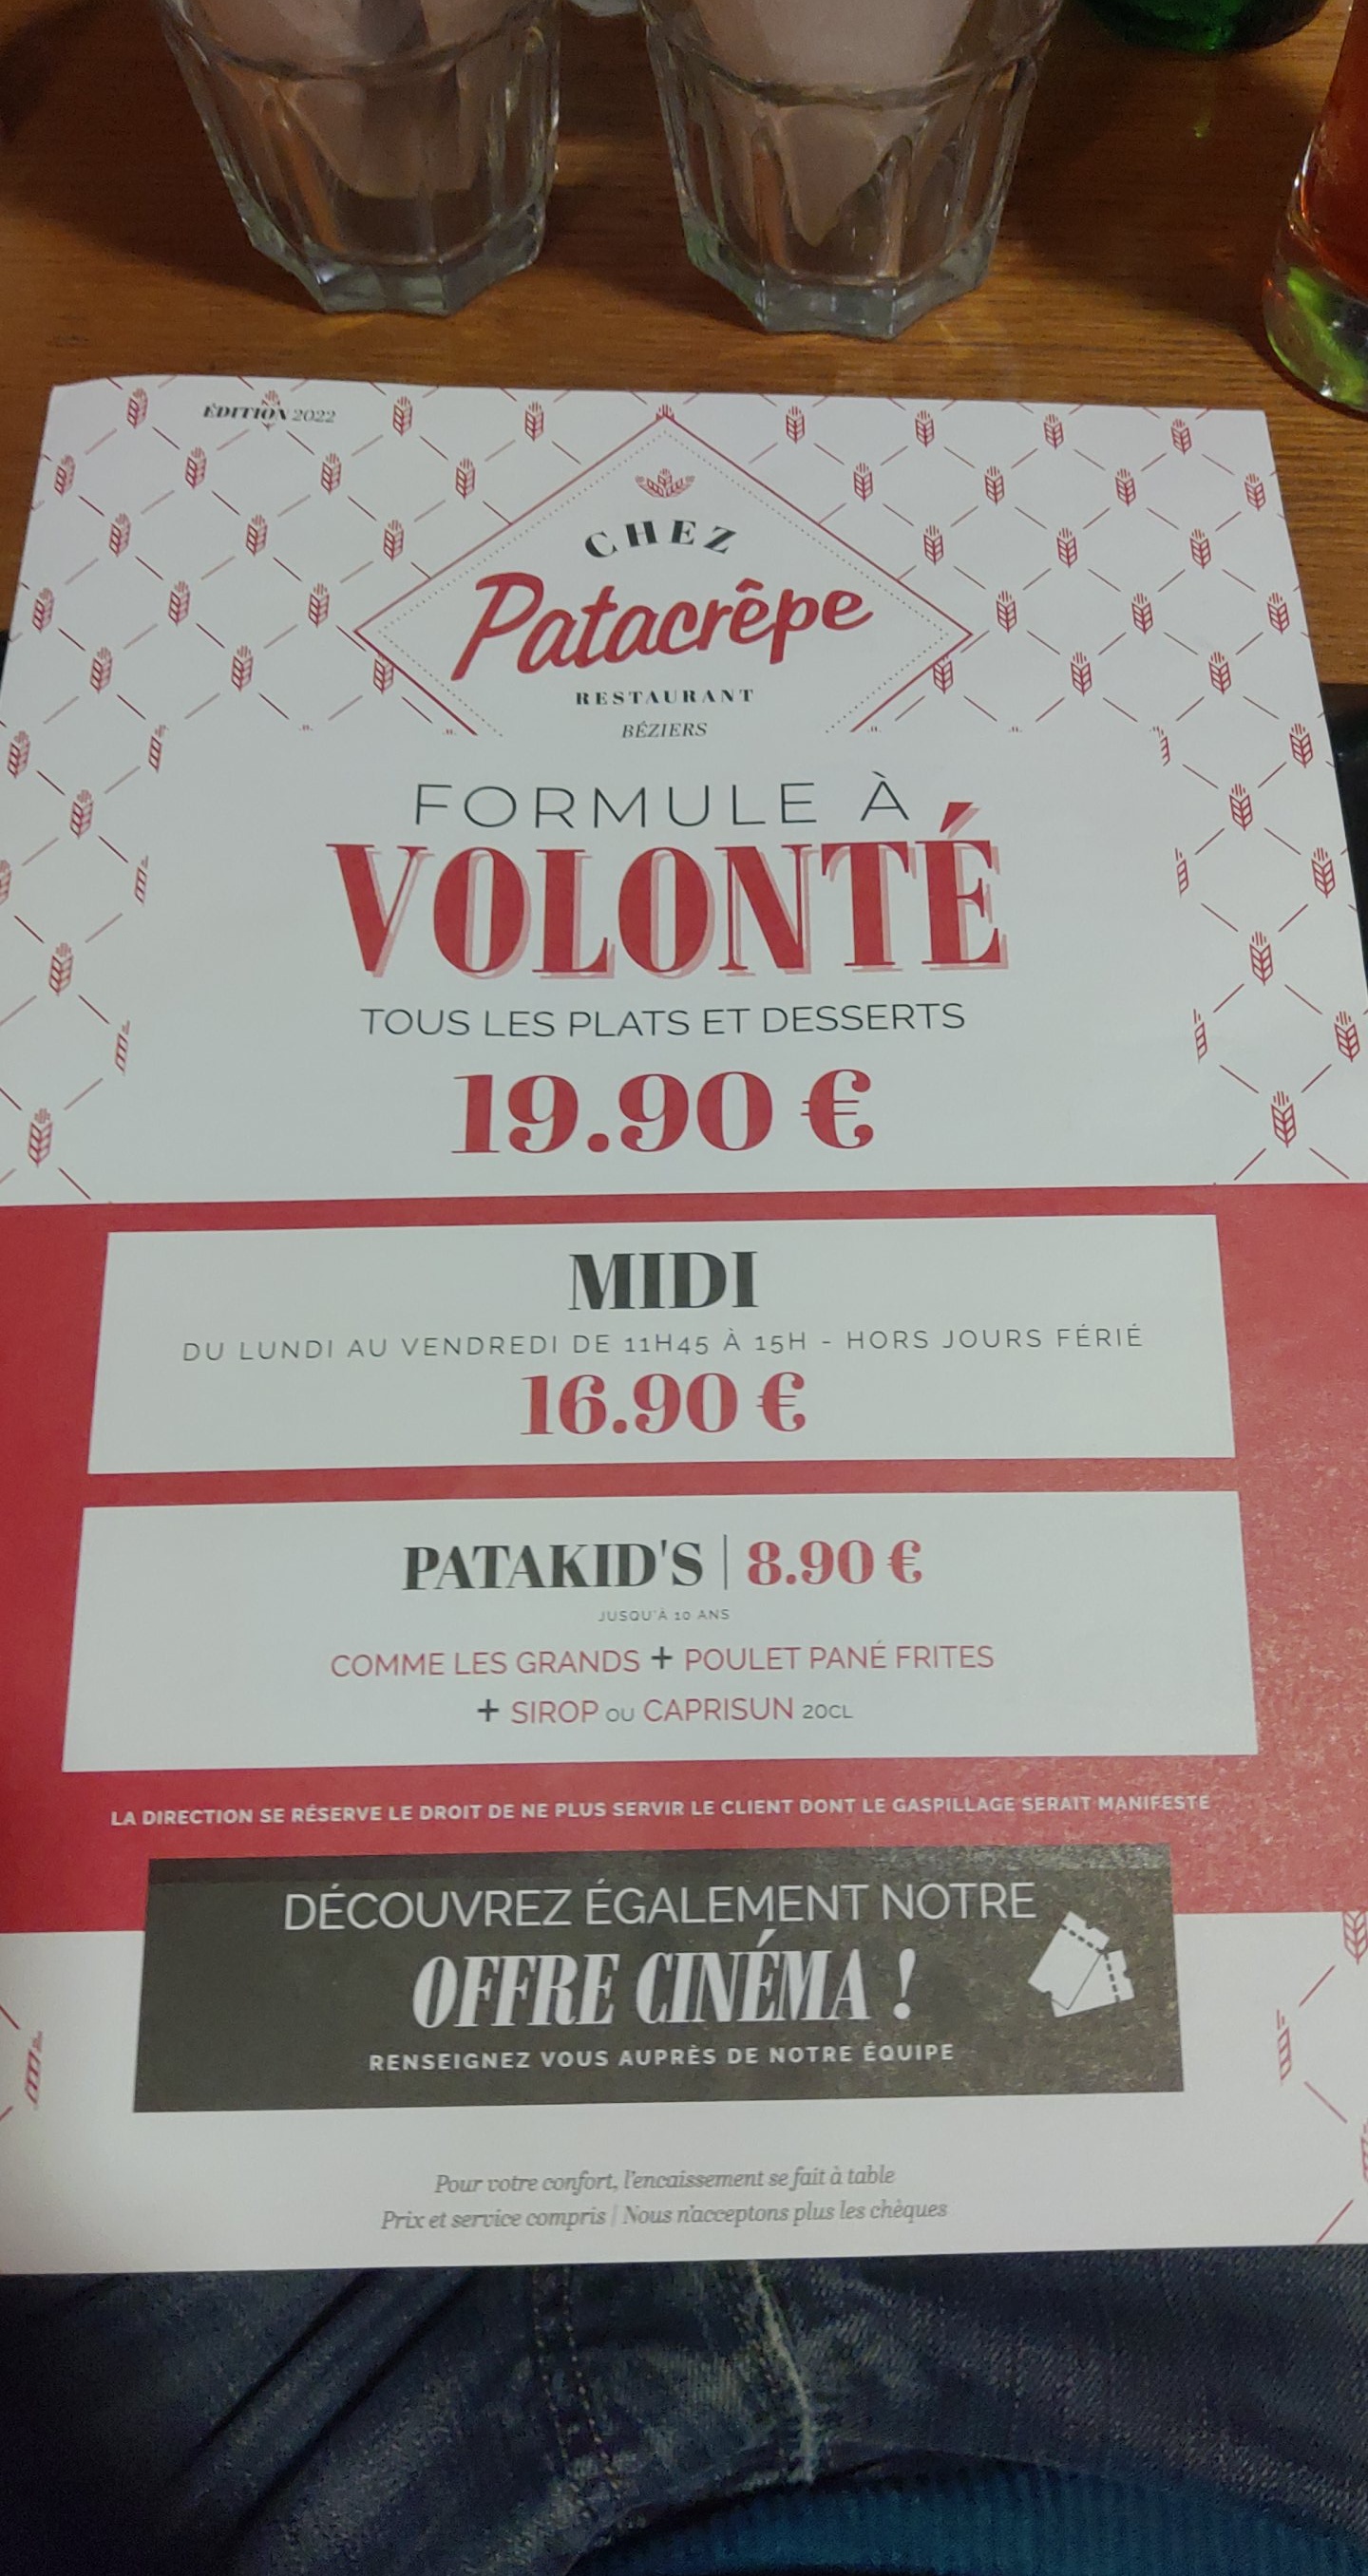 ÉDITION 2022
CHEZ
Patacrêpe
RESTAURANT
BÉZIERS
FORMULE À
VOLONTÉ
TOUS LES PLATS ET DESSERTS
19.90 €
MIDI
DU LUNDI AU VENDREDI DE 11H45 À 15H - HORS JOURS FÉRIÉ
16.90 €
PATAKID'S | 8.90 €
JUSQU'À 10 ANS
COMME LES GRANDS + POULET PANÉ FRITES
+ SIROP OU CAPRISUN 20CL
LA DIRECTION SE RÉSERVE LE DROIT DE NE PLUS SERVIR LE CLIENT DONT LE GASPILLAGE SERAIT MANIFESTE
DÉCOUVREZ ÉGALEMENT NOTRE
OFFRE CINÉMA !
RENSEIGNEZ VOUS AUPRÈS DE NOTRE ÉQUIPE
Pour votre confort, l'encaissement se fait à table
Prix et service compris | Nous n'acceptons plus les chèques